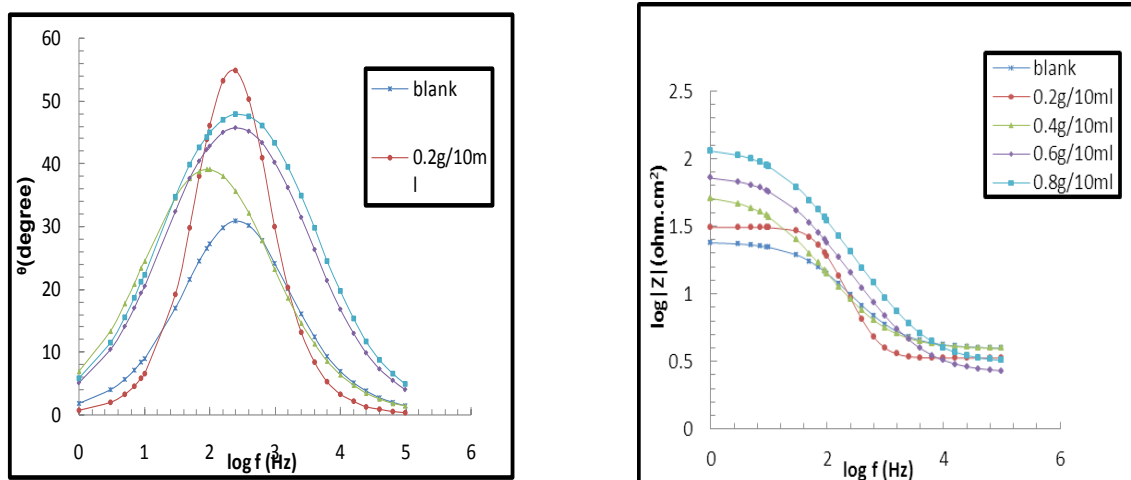 60
50
40
30
20
10
0
0 1 2 3 4 5 6
θ(degree)
log f (Hz)
blank
0.2g/10m
l
2.5
2
1.5
1
0.5
0
0 2 4 6
log|Z|(ohm.cm²)
log f (Hz)
blank
0.2g/10ml
0.4g/10ml
0.6g/10ml
0.8g/10ml